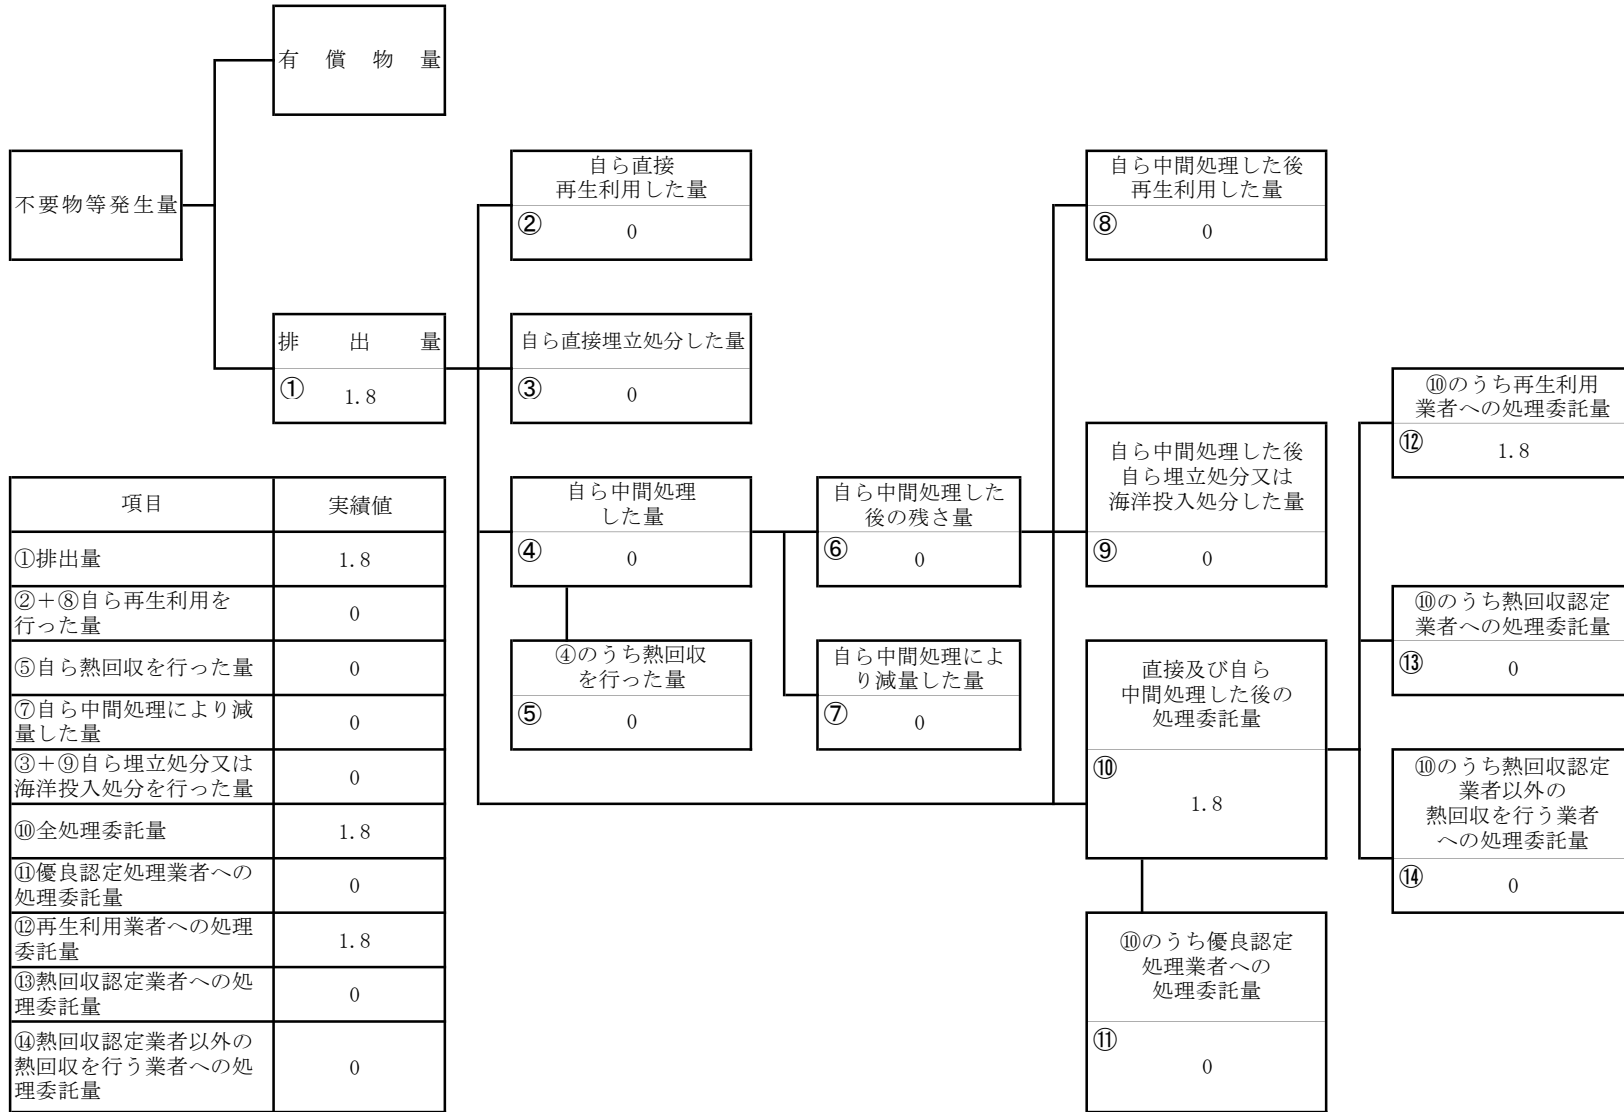 有償物量
不要物等発生量
自ら直接
再生利用した量
② 0
自ら中間処理した後
再生利用した量
⑧ 0
排出量
① 1.8
自ら直接埋立処分した量
③ 0
⑩のうち再生利用
業者への処理委託量
⑫ 1.8
自ら中間処理した後
自ら埋立処分又は
海洋投入処分した量
⑨ 0
自ら中間処理
した量
④ 0
自ら中間処理した
後の残さ量
⑥ 0
⑩のうち熱回収認定
業者への処理委託量
⑬ 0
④のうち熱回収
を行った量
⑤ 0
自ら中間処理によ
り減量した量
⑦ 0
直接及び自ら
中間処理した後の
処理委託量
⑩
1.8
⑩のうち熱回収認定
業者以外の
熱回収を行う業者
への処理委託量
⑭ 0
⑩のうち優良認定
処理業者への
処理委託量
⑪
0
項目 実績値
①排出量 1.8
②+⑧自ら再生利用を
行った量 0
⑤自ら熱回収を行った量 0
⑦自ら中間処理により減
量した量 0
③+⑨自ら埋立処分又は
海洋投入処分を行った量 0
⑩全処理委託量 1.8
⑪優良認定処理業者への
処理委託量 0
⑫再生利用業者への処理
委託量 1.8
⑬熱回収認定業者への処
理委託量 0
⑭熱回収認定業者以外の
熱回収を行う業者への処
理委託量 0